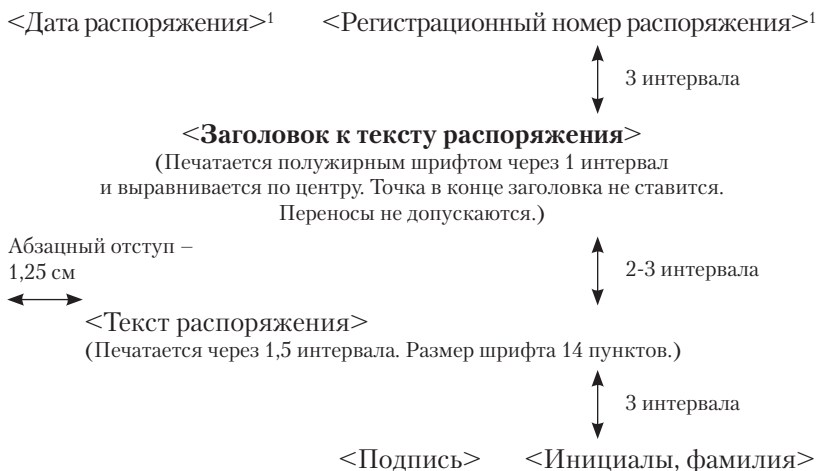 <Дата распоряжения>¹ <Регистрационный номер распоряжения>¹
3 интервала
<Заголовок к тексту распоряжения>
(Печатается полужирным шрифтом через 1 интервал
и выравнивается по центру. Точка в конце заголовка не ставится.
Переносы не допускаются.)
Абзацный отступ –
1,25 см
2-3 интервала
<Текст распоряжения>
(Печатается через 1,5 интервала. Размер шрифта 14 пунктов.)
3 интервала
<Подпись> <Инициалы, фамилия>